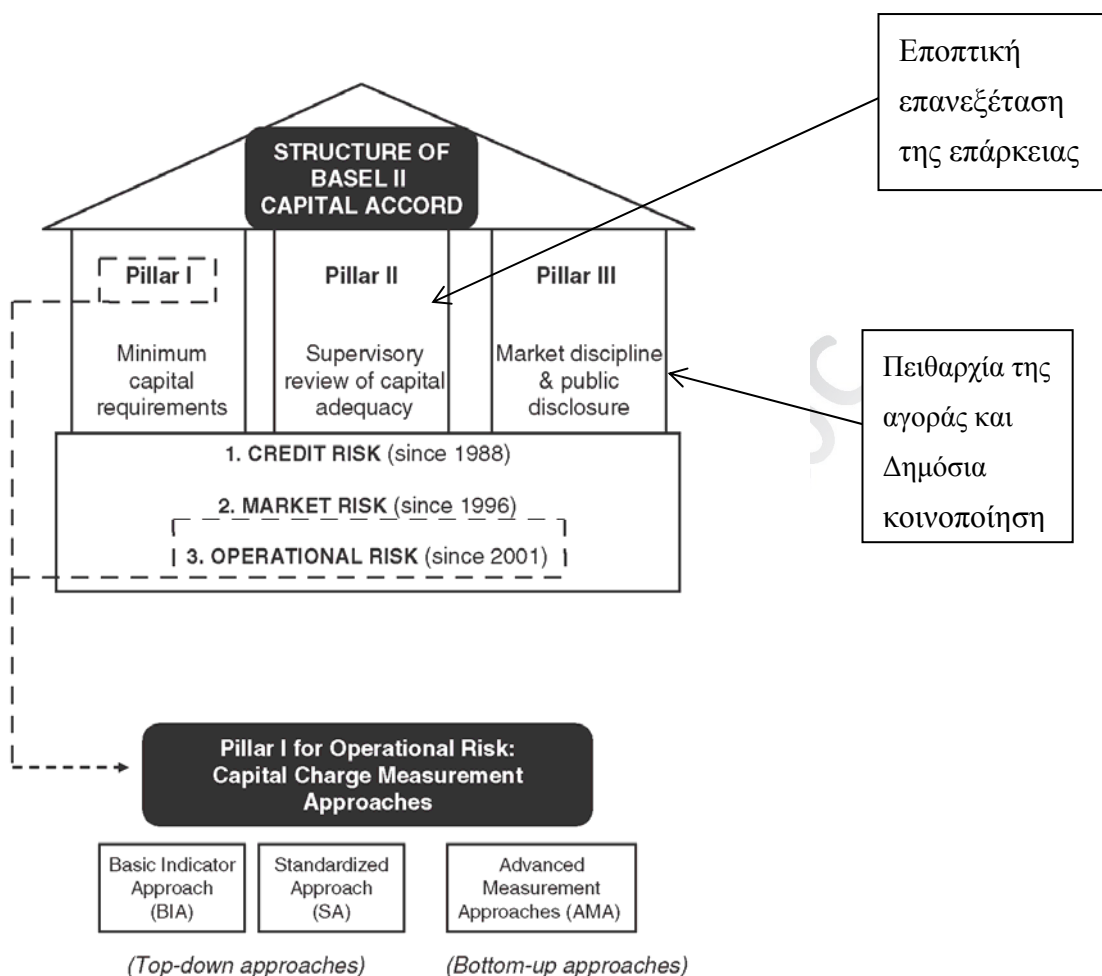 Εποπτική
επανεξέταση
της επάρκειας
STRUCTURE OF
BASEL II
CAPITAL ACCORD
Pillar I
Minimum
capital
requirements
Pillar II
Supervisory
review of capital
adequacy
Pillar III
Market discipline
& public
disclosure
Πειθαρχία της
αγοράς και
Δημόσια
κοινοποίηση
1. CREDIT RISK (since 1988)
2. MARKET RISK (since 1996)
3. OPERATIONAL RISK (since 2001)
Pillar I for Operational Risk:
Capital Charge Measurement
Approaches
Basic Indicator
Approach
(BIA)
Standardized
Approach
(SA)
Advanced
Measurement
Approaches (AMA)
(Top-down approaches)
(Bottom-up approaches)